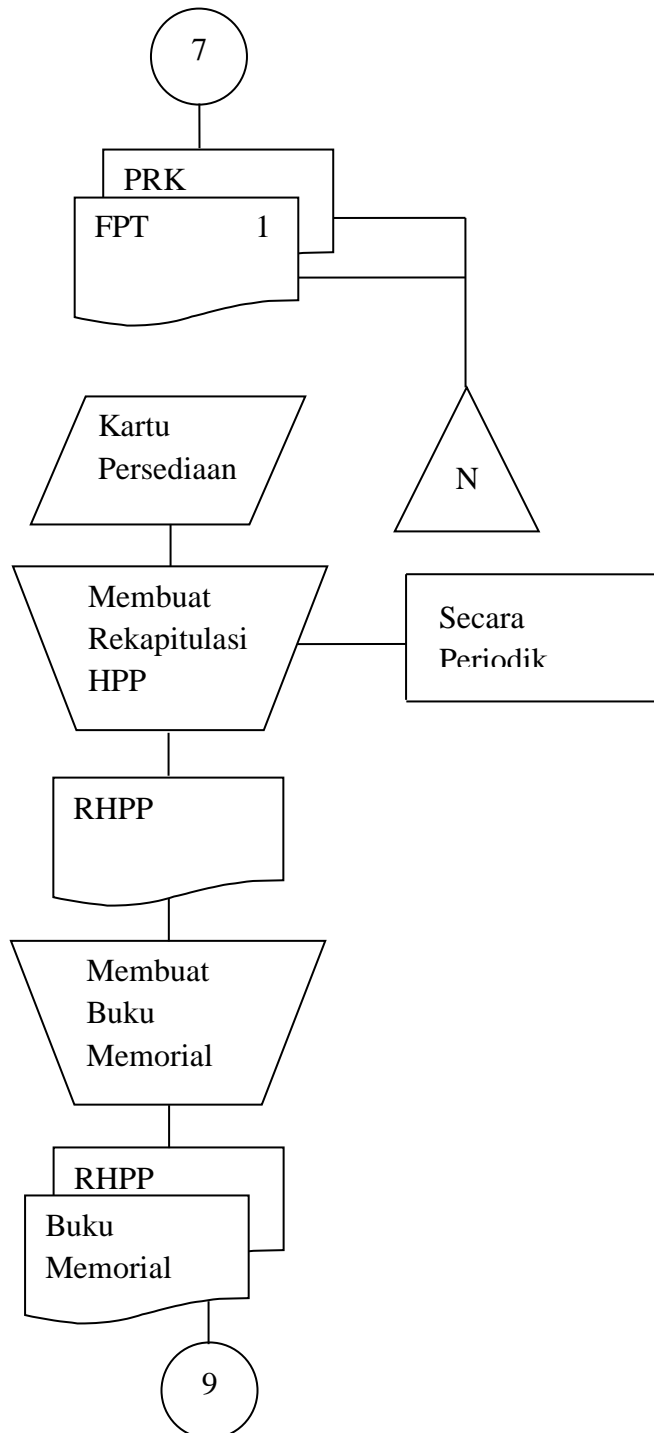 7
PRK
FPT 1
Kartu
Persediaan
N
Membuat
Rekapitulasi
HPP
Secara
Periodik
RHPP
Membuat
Buku
Memorial
RHPP
Buku
Memorial
9